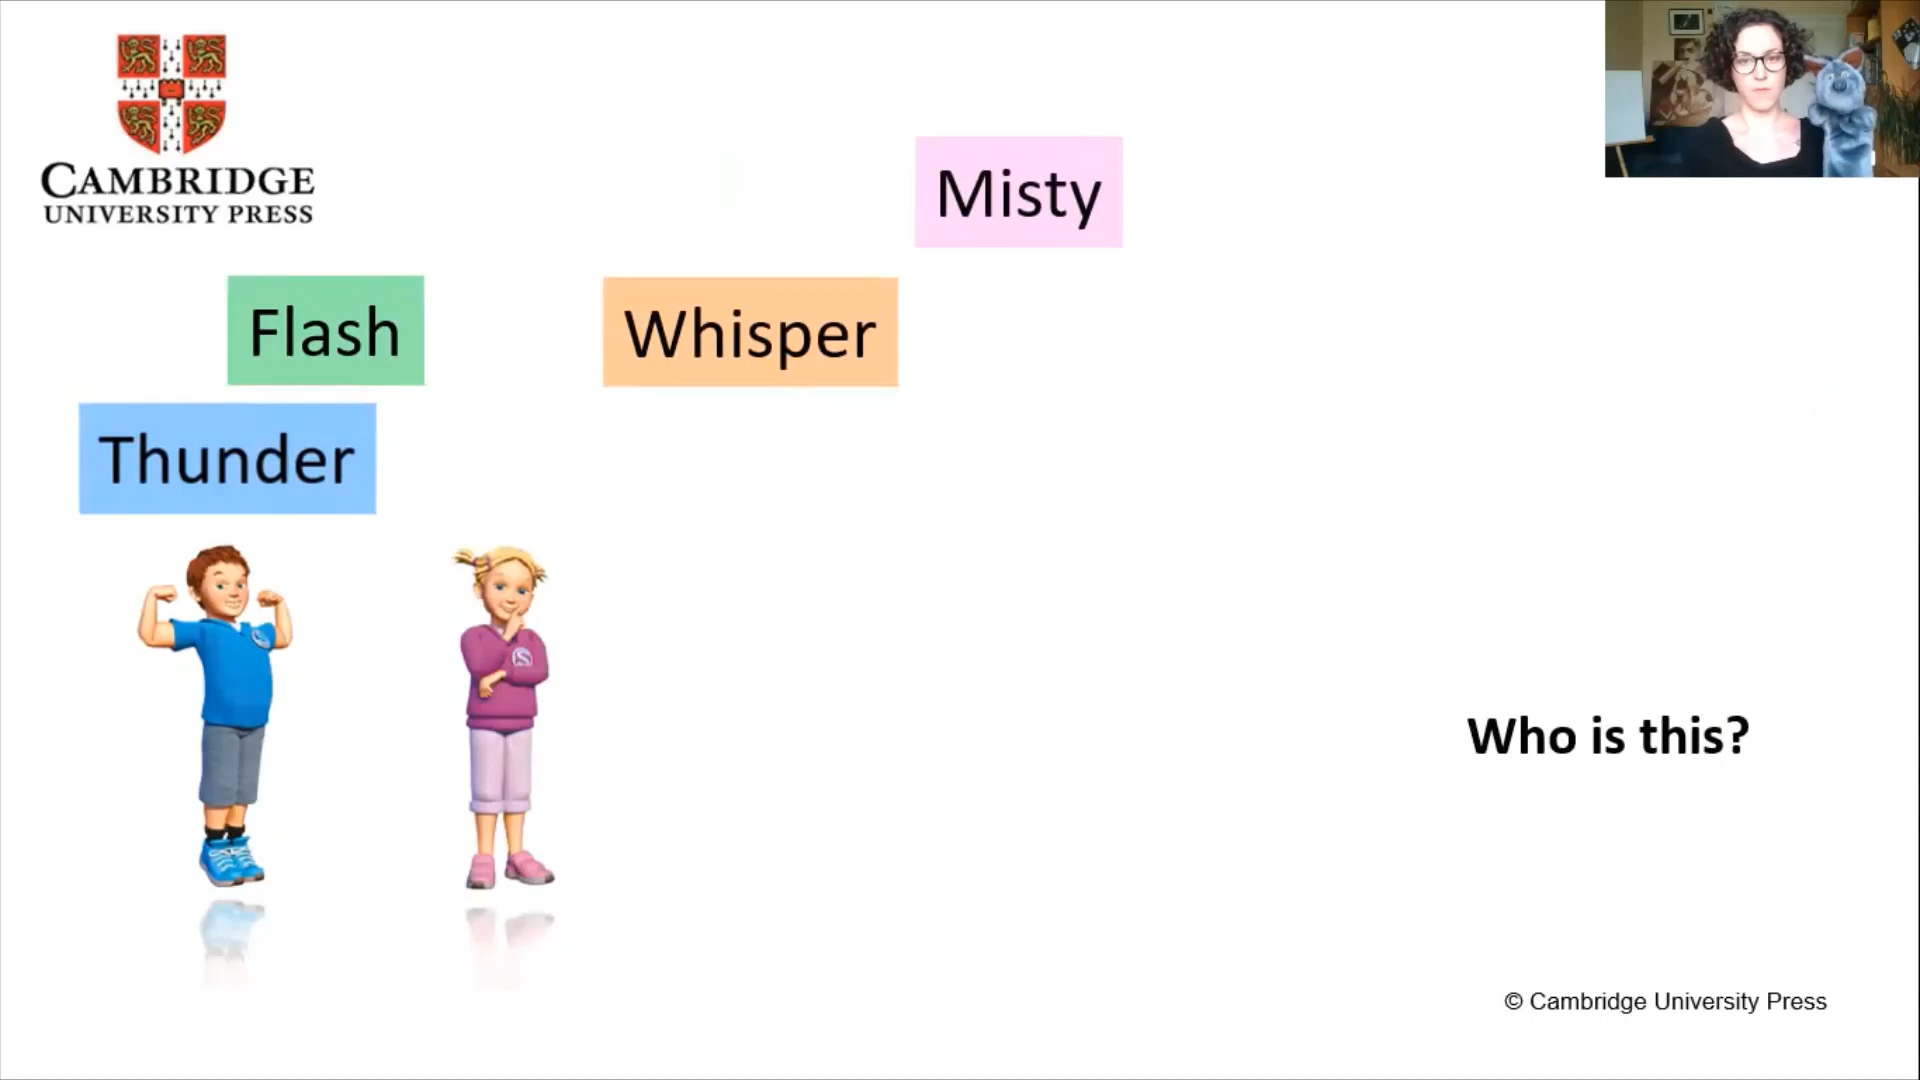 CAMBRIDGE
UNIVERSITY PRESS
Misty
Flash
Whisper
Thunder
Who is this?
© Cambridge University Press